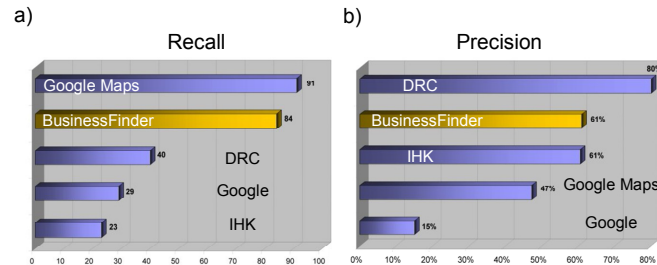 a)
Recall
Google Maps 91
BusinessFinder 84
40 DRC
29 Google
23 IHK
0 10 20 30 40 50 60 70 80 90 100
b)
Precision
80%
DRC
BusinessFinder 61%
IHK 61%
47% Google Maps
15% Google
0% 10% 20% 30% 40% 50% 60% 70% 80%